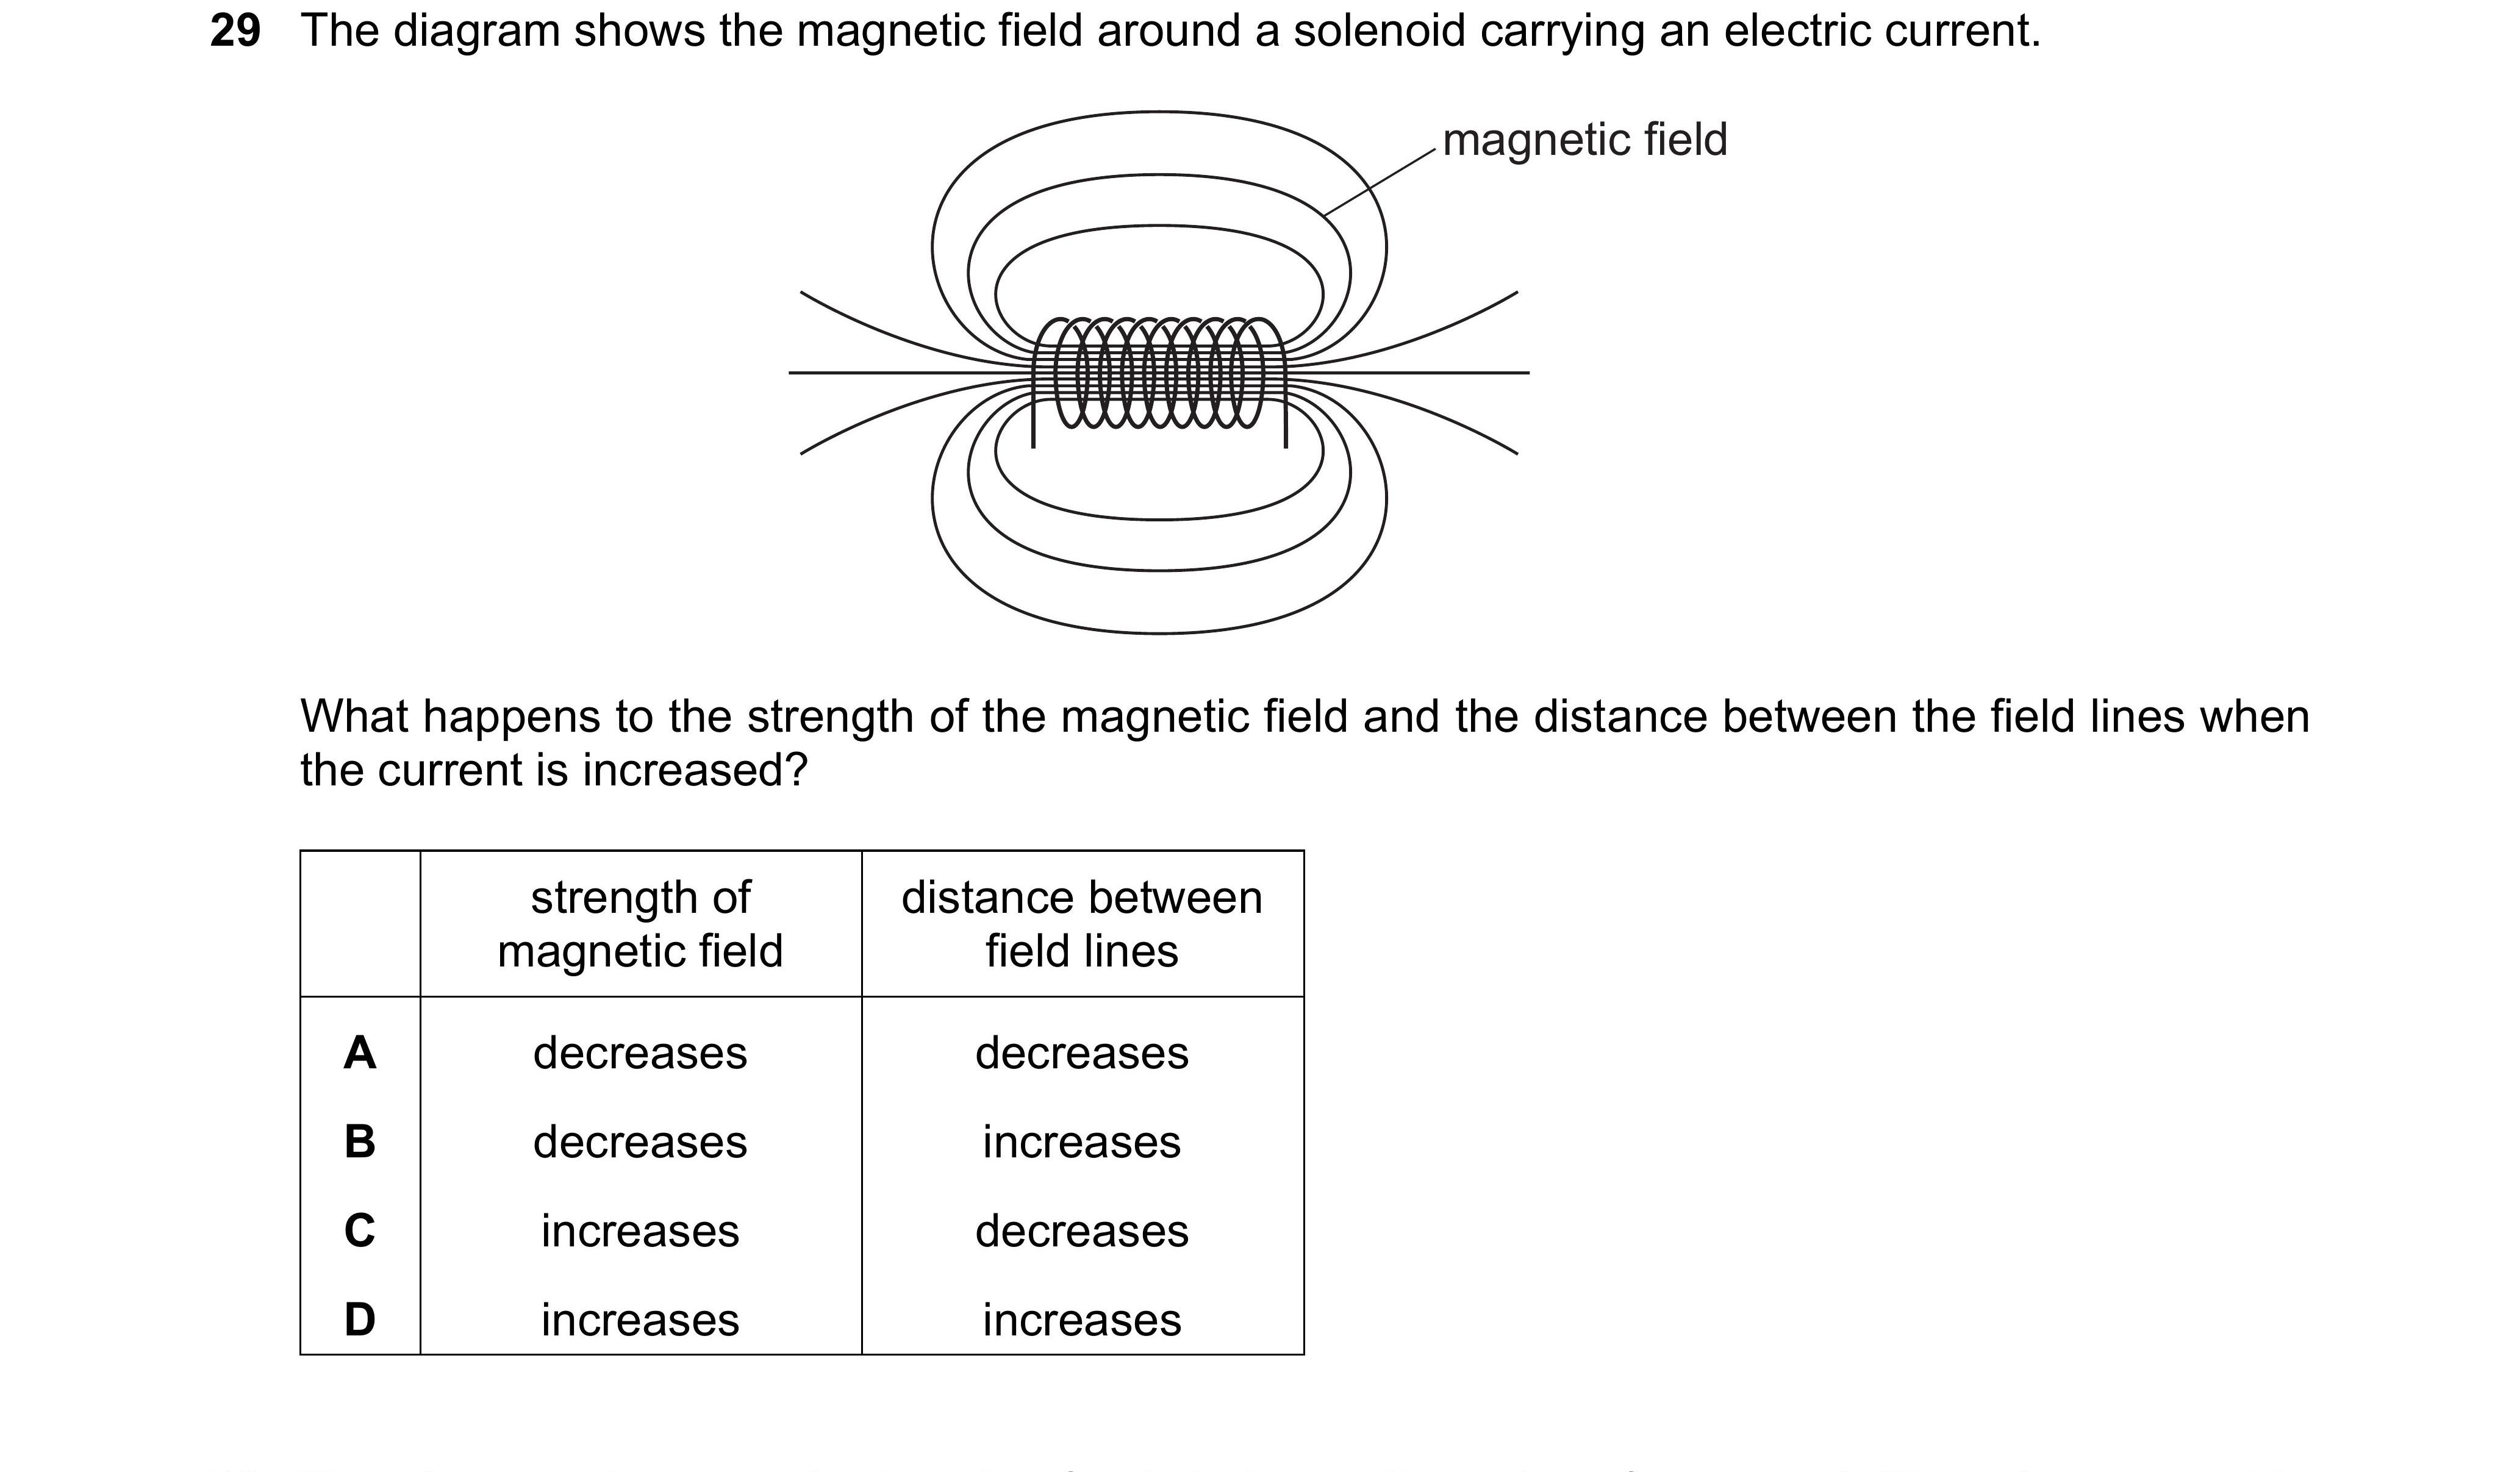 29 The diagram shows the magnetic field around a solenoid carrying an electric current.
magnetic field
What happens to the strength of the magnetic field and the distance between the field lines when
the current is increased?
strength of
magnetic field
distance between
field lines
A decreases decreases
B decreases increases
C increases decreases
D increases increases